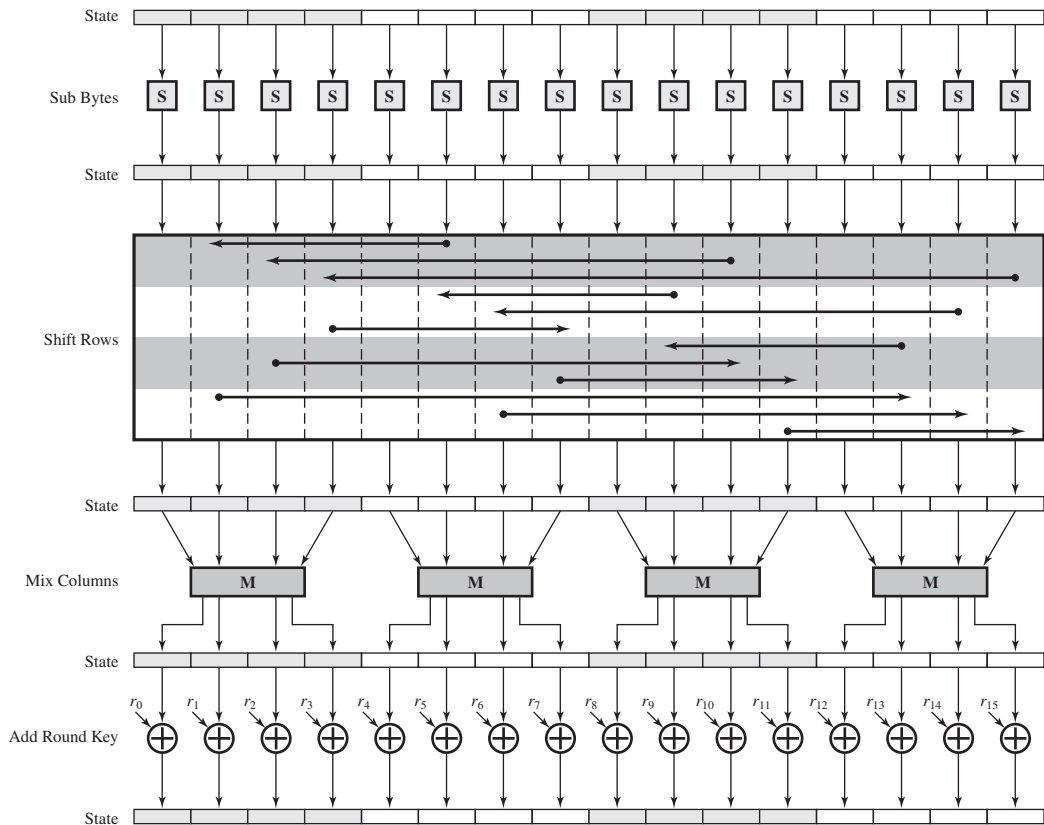 State
Sub Bytes S S S S S S S S S S S S S S S S
State
Shift Rows
State
Mix Columns M M M M
State
r0 r1 r2 r3 r4 r5 r6 r7 r8 r9 r10 r11 r12 r13 r14 r15
Add Round Key
State